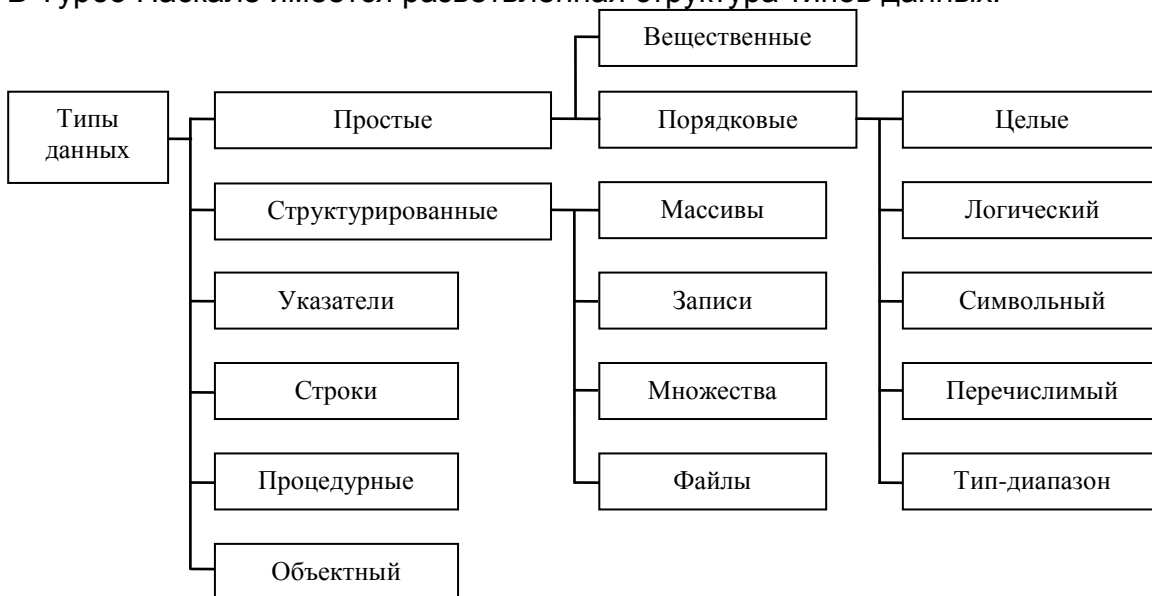 В Турбо Паскале имеется разветвленная структура типов данных.
Вещественные
Типы
данных
Простые
Порядковые
Целые
Структурированные
Массивы
Логический
Указатели
Записи
Символьный
Строки
Множества
Перечислимый
Процедурные
Файлы
Тип-диапазон
Объектный